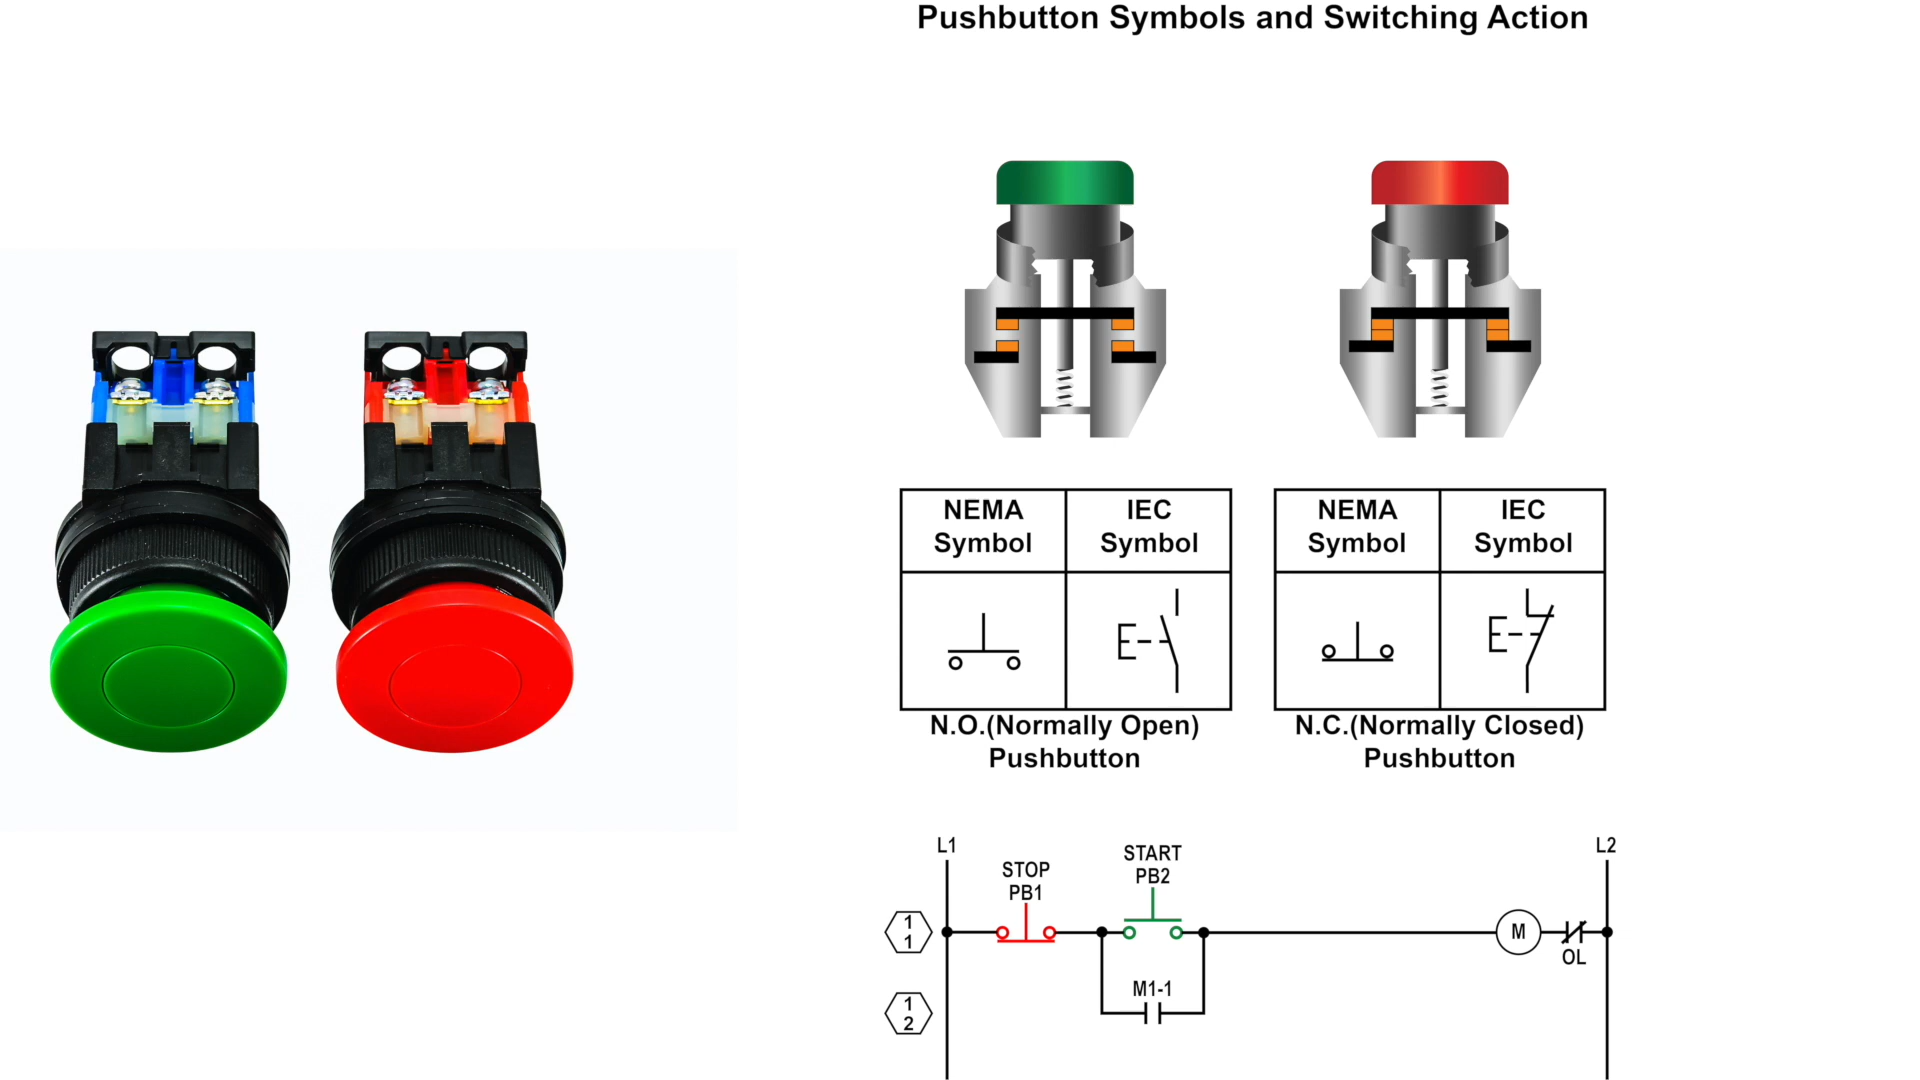 Pushbutton Symbols and Switching Action
NEMA
Symbol
IEC
Symbol
N.O.(Normally Open)
Pushbutton
NEMA
Symbol
IEC
Symbol
N.C.(Normally Closed)
Pushbutton
L1
L2
STOP
PB1
START
PB2
1
1
M
OL
M1-1
1
2